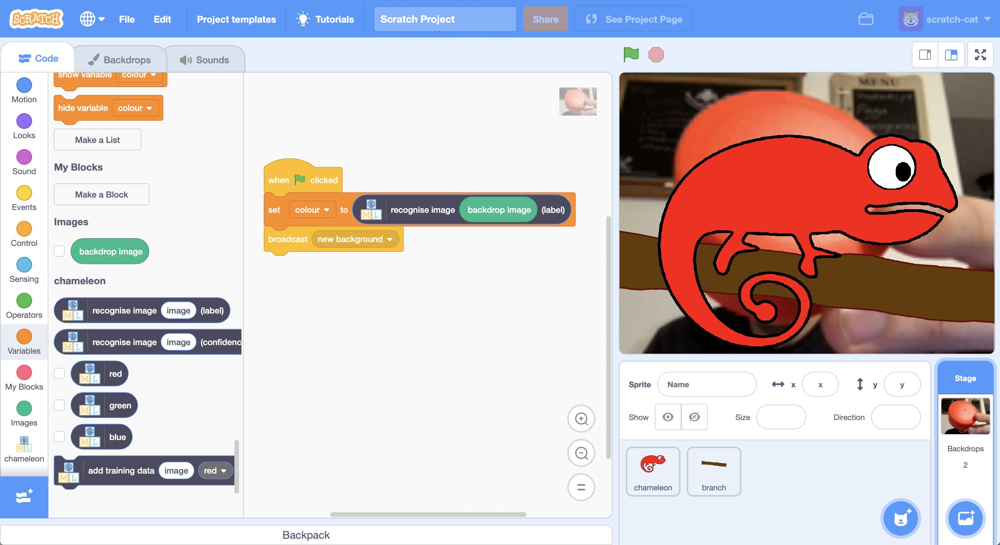 SCRATCH File Edit Project templates Tutorials Scratch Project Share See Project Page scratch-cat
Code Backdrops Sounds
Motion
Looks
Sound
Events
Control
Sensing
Operators
Variables
My Blocks
Images
M L
chameleon
show variable colour
hide variable colour
Make a List
My Blocks
Make a Block
Images
backdrop image
chameleon
M L recognise image image (label)
M L recognise image image (confidenc
M L red
M L green
M L blue
M L add training data image red
when clicked
set colour to M L recognise image backdrop image (label)
broadcast new background
Backpack
MENU
Sprite Name x x y y
Show Size Direction
chameleon branch
Stage
Backdrops
2